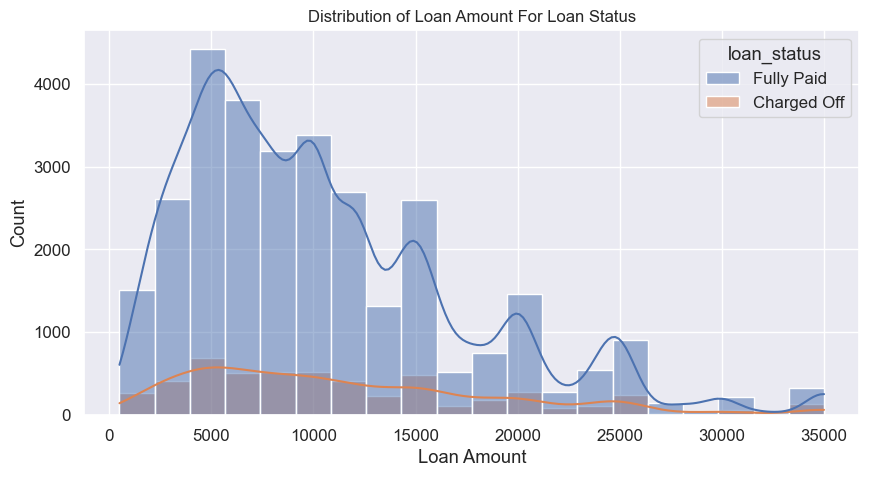 Distribution of Loan Amount For Loan Status
loan_status
Fully Paid
Charged Off
Count
4000
3000
2000
1000
0
0 5000 10000 15000 20000 25000 30000 35000
Loan Amount